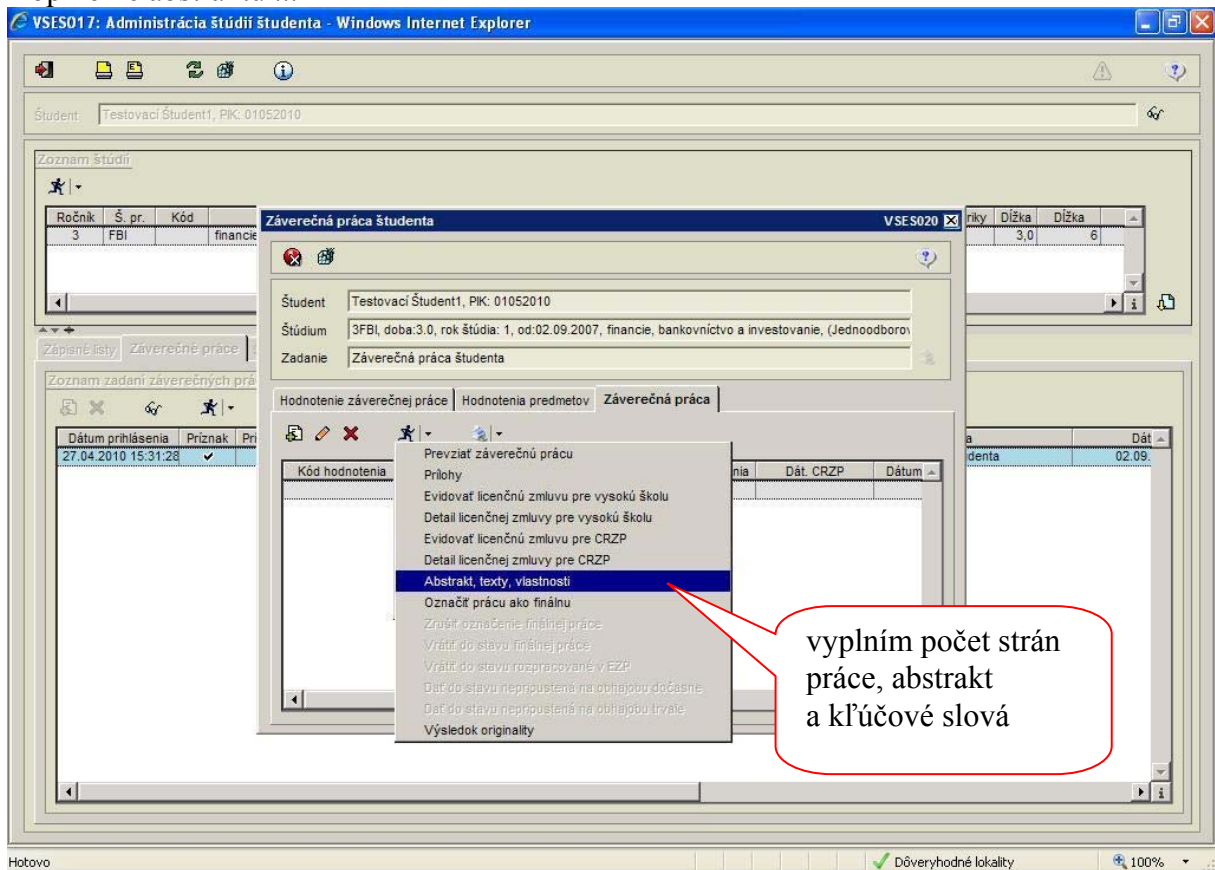 VSES017: Administrácia štúdií študenta - Windows Internet Explorer
Študent Testovací Študent1, PIK: 01052010
Zoznam štúdií
Ročník Š. pr. Kód riky Dĺžka Dĺžka
3 FBI financie 3,0 6
Záverečná práca študenta VSES020
Študent Testovací Študent1, PIK: 01052010
Štúdium 3FBI, doba:3.0, rok štúdia: 1, od:02.09.2007, financie, bankovníctvo a investovanie, (Jednoodborov
Zadanie Záverečná práca študenta
Zápisné listy Záverečné práce
Zoznam zadaní záverečných prá
Dátum prihlásenia Príznak Pri a Dát
27.04.2010 15:31:28 denta 02.09.
Hodnotenie záverečnej práce Hodnotenia predmetov Záverečná práca
Kód hodnotenia nia Dát. CRZP Dátum
Prevziať záverečnú prácu
Prílohy
Evidovať licenčnú zmluvu pre vysokú školu
Detail licenčnej zmluvy pre vysokú školu
Evidovať licenčnú zmluvu pre CRZP
Detail licenčnej zmluvy pre CRZP
Abstrakt, texty, vlastnosti
Označiť prácu ako finálnu
Zrušiť označenie finálnej práce
Vrátiť do stavu finálnej práce
Vrátiť do stavu rozpracované v EZP
Dať do stavu nepripustená na obhajobu dočasne
Dať do stavu nepripustená na obhajobu trvale
Výsledok originality
vyplním počet strán
práce, abstrakt
a kľúčové slová
Hotovo Dôveryhodné lokality 100%